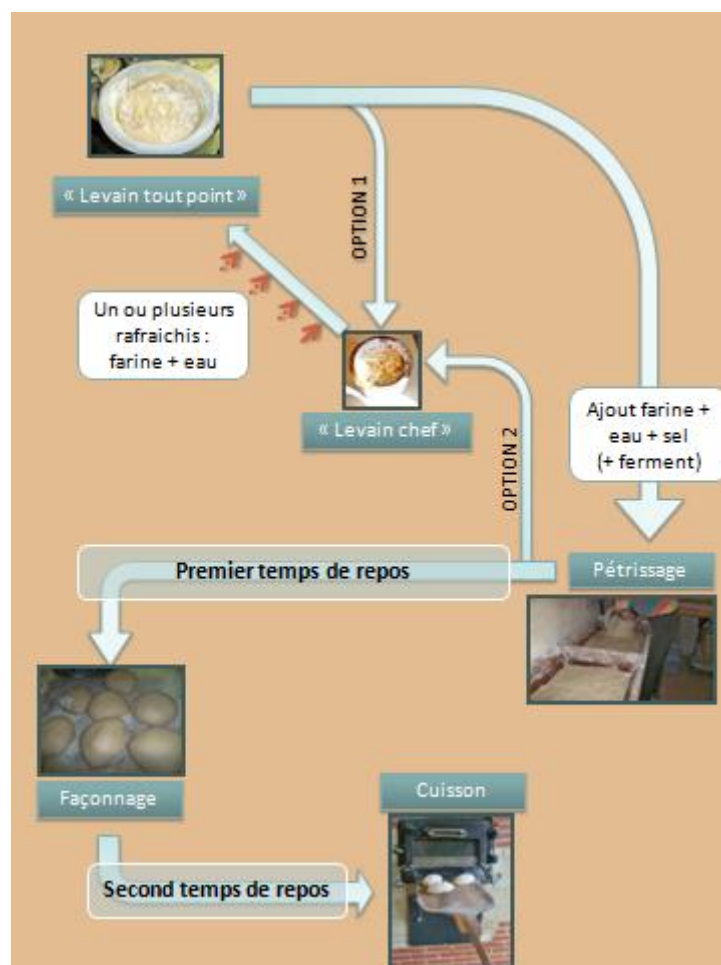 « Levain tout point »
OPTION 1
Un ou plusieurs
rafraichis :
farine + eau
« Levain chef »
OPTION 2
Ajout farine +
eau + sel
(+ ferment)
Premier temps de repos
Pétrissage
Façonnage
Cuisson
Second temps de repos